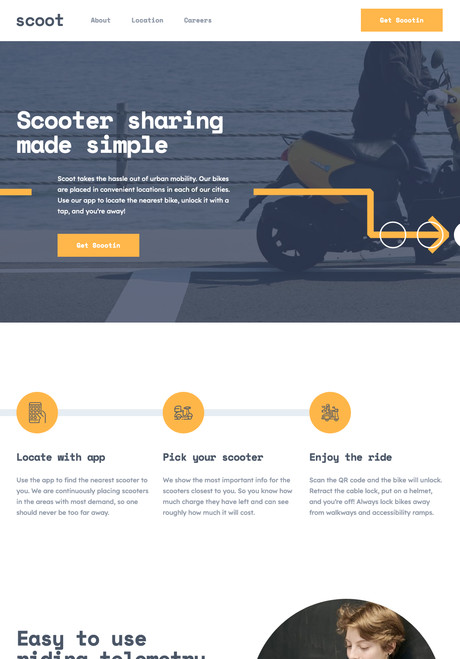 scoot
About
Location
Careers
Get Scootin
Scooter sharing
made simple
Scoot takes the hassle out of urban mobility. Our bikes
are placed in convenient locations in each of our cities.
Use our app to locate the nearest bike, unlock it with a
tap, and you're away!
Get Scootin
Locate with app
Use the app to find the nearest scooter to
you. We are continuously placing scooters
in the areas with most demand, so one
should never be too far away.
Pick your scooter
We show the most important info for the
scooters closest to you. So you know how
much charge they have left and can see
roughly how much it will cost.
Enjoy the ride
Scan the QR code and the bike will unlock.
Retract the cable lock, put on a helmet,
and you're off! Always lock bikes away
from walkways and accessibility ramps.
Easy to use
riding telemetry